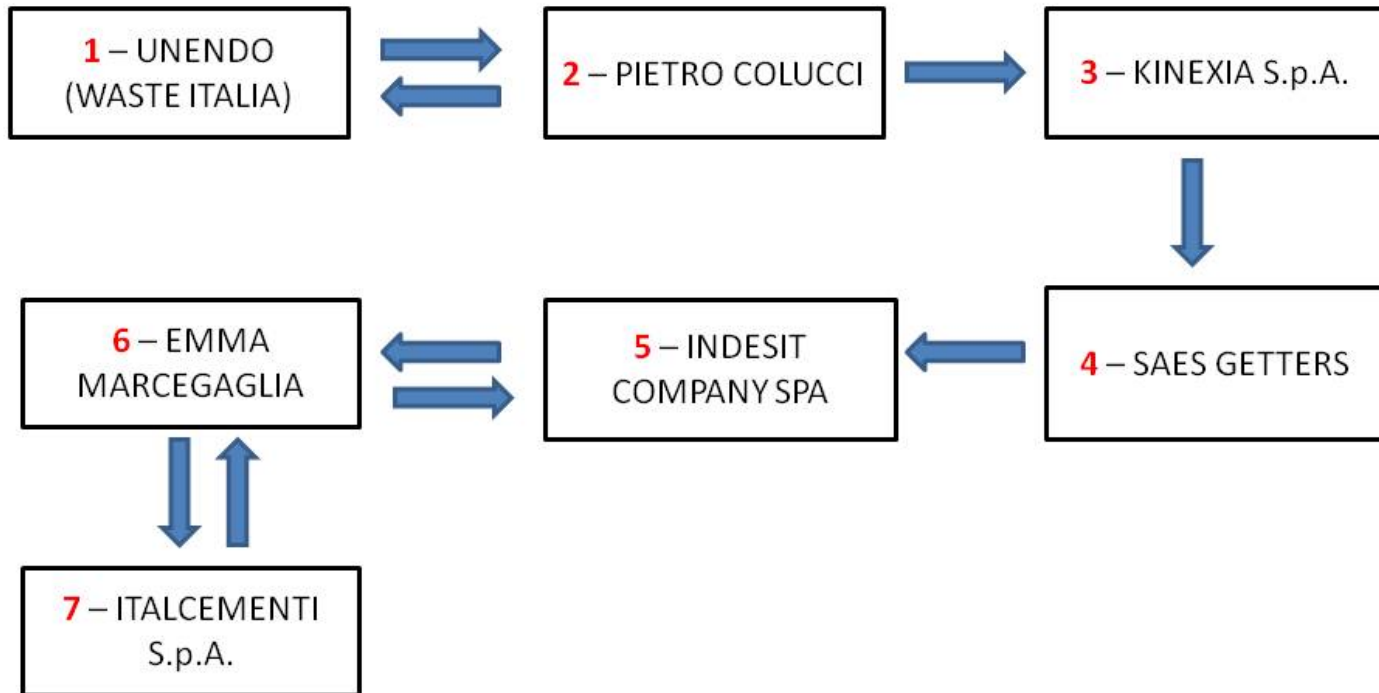 1 – UNENDO
(WASTE ITALIA)
2 – PIETRO COLUCCI
3 – KINEXIA S.p.A.
4 – SAES GETTERS
5 – INDESIT
COMPANY SPA
6 – EMMA
MARCEGAGLIA
7 – ITALCEMENTI
S.p.A.